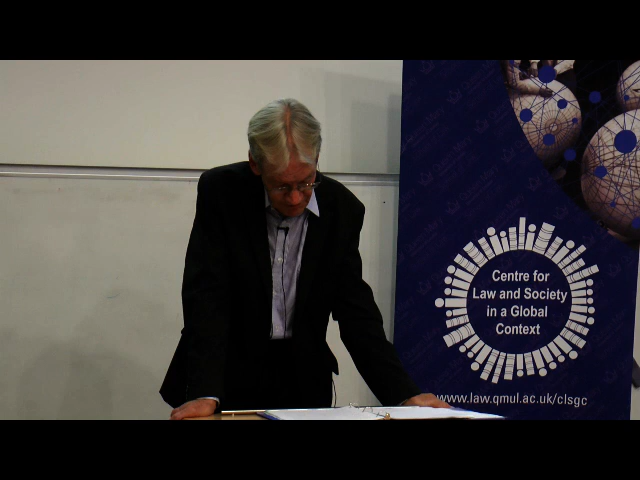 Centre for
Law and Society
in a Global
Context
www.law.qmul.ac.uk/clsgc